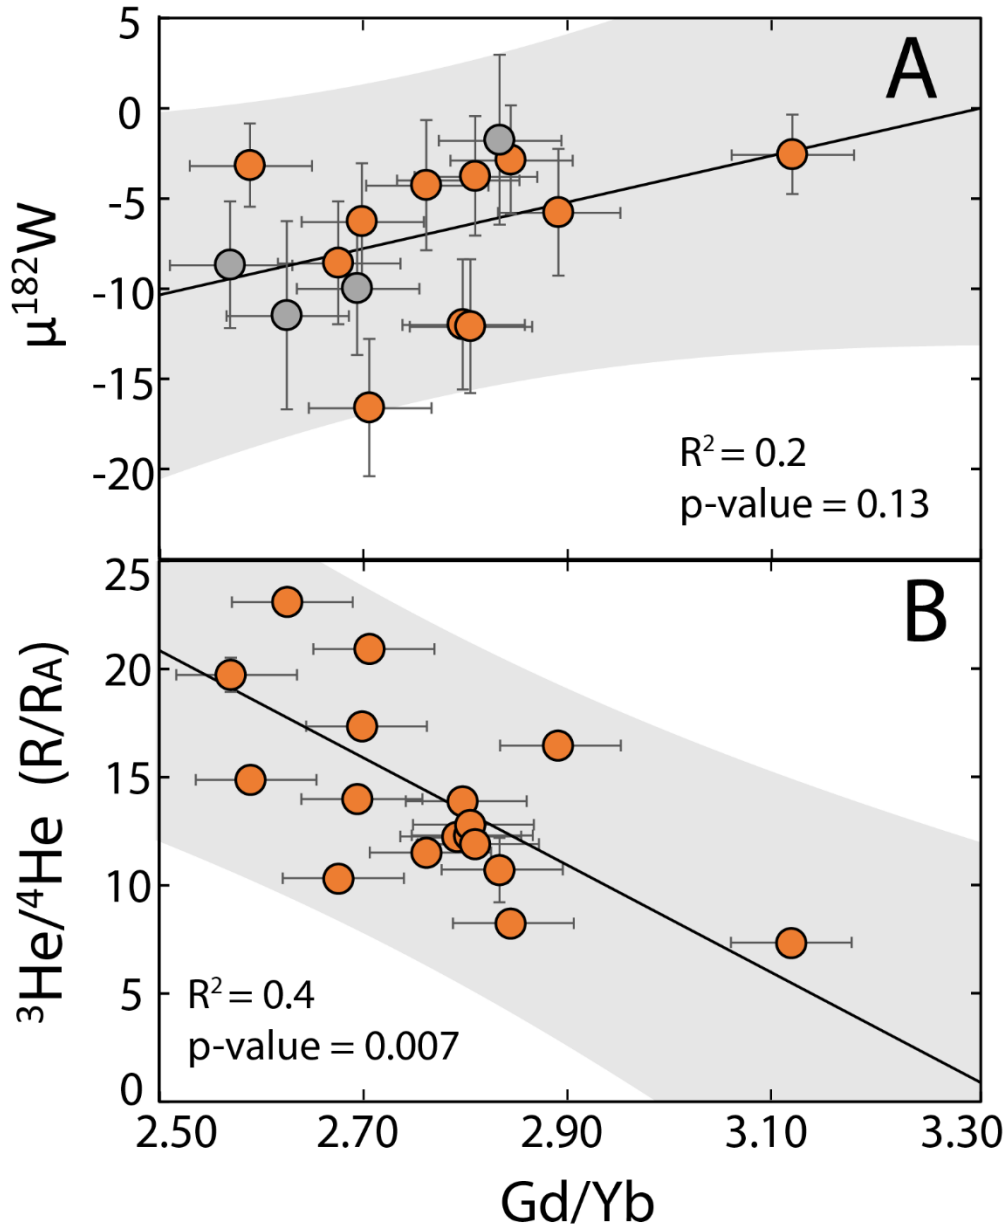 A
5
0
-5
-10
-15
-20
μ¹⁸²W
R² = 0.2
p-value = 0.13
B
25
20
15
10
5
0
³He/⁴He (R/RA)
R² = 0.4
p-value = 0.007
2.50 2.70 2.90 3.10 3.30
Gd/Yb